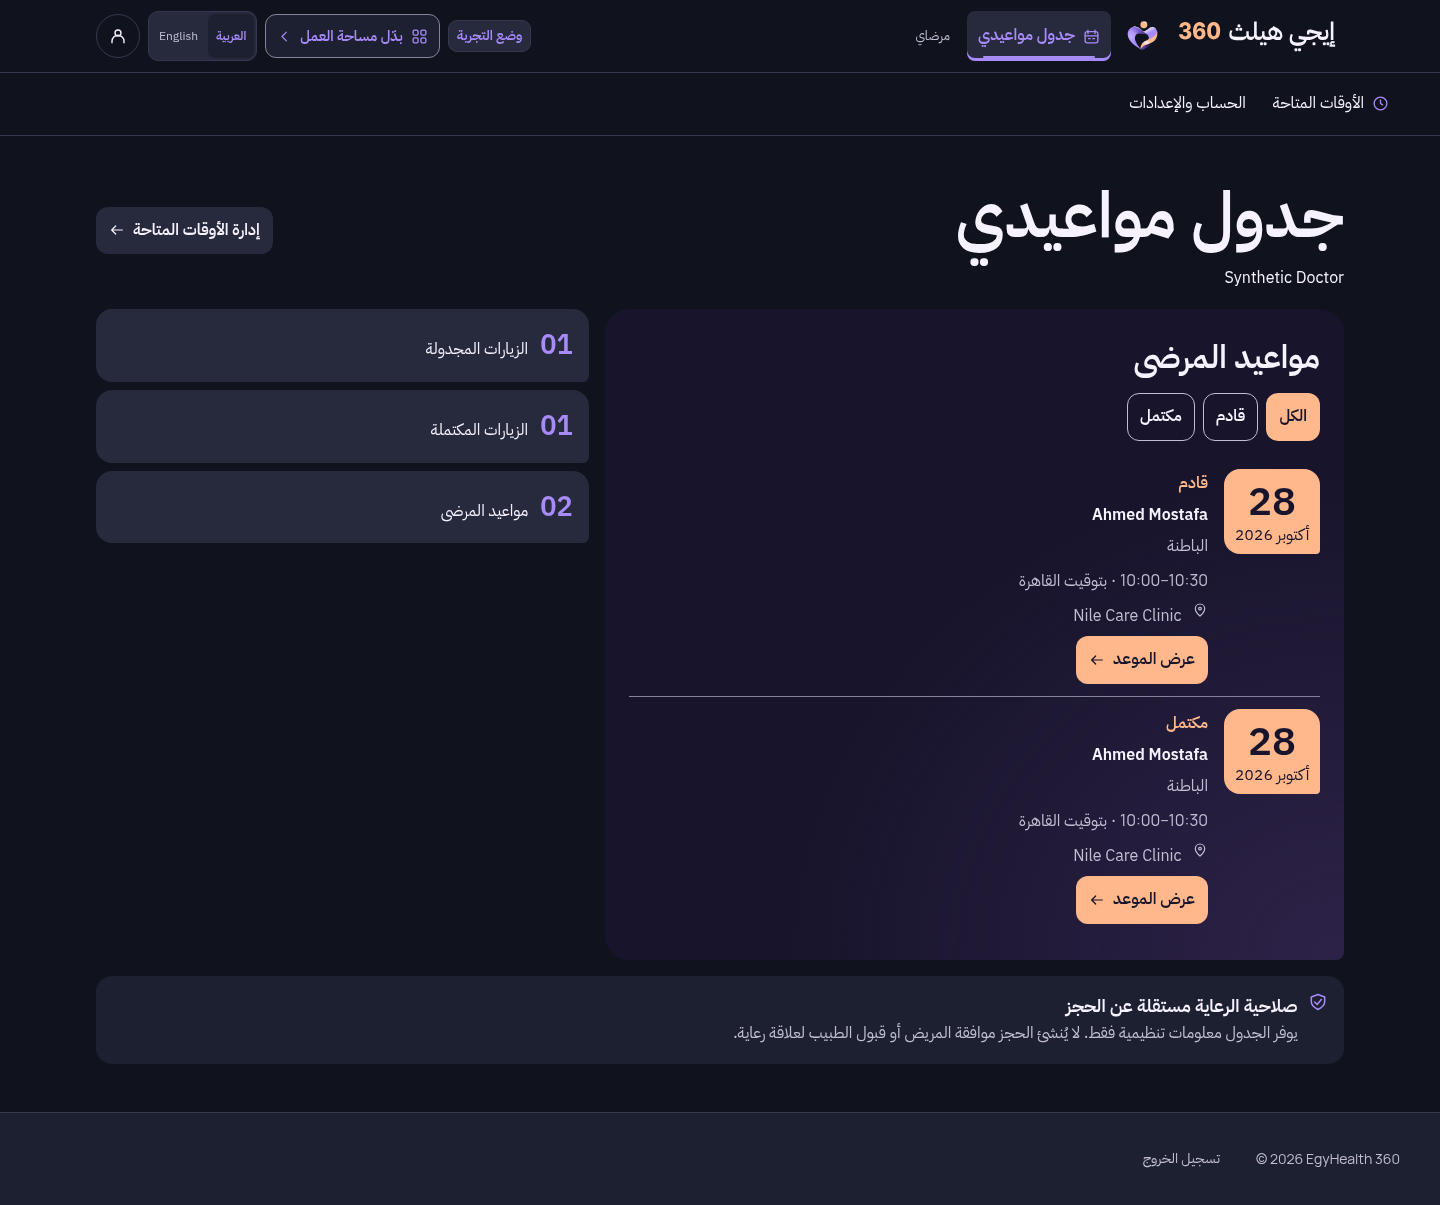 إيجي هيلث 360
جدول مواعيدي
مرضاي
وضع التجربة
بدّل مساحة العمل
العربية
English
الأوقات المتاحة
الحساب والإعدادات
جدول مواعيدي
Synthetic Doctor
إدارة الأوقات المتاحة
مواعيد المرضى
الكل
قادم
مكتمل
28
أكتوبر 2026
قادم
Ahmed Mostafa
الباطنة
10:00–10:30 · بتوقيت القاهرة
Nile Care Clinic
عرض الموعد
28
أكتوبر 2026
مكتمل
Ahmed Mostafa
الباطنة
10:00–10:30 · بتوقيت القاهرة
Nile Care Clinic
عرض الموعد
01 الزيارات المجدولة
01 الزيارات المكتملة
02 مواعيد المرضى
صلاحية الرعاية مستقلة عن الحجز
يوفر الجدول معلومات تنظيمية فقط. لا يُنشئ الحجز موافقة المريض أو قبول الطبيب لعلاقة رعاية.
© 2026 EgyHealth 360
تسجيل الخروج